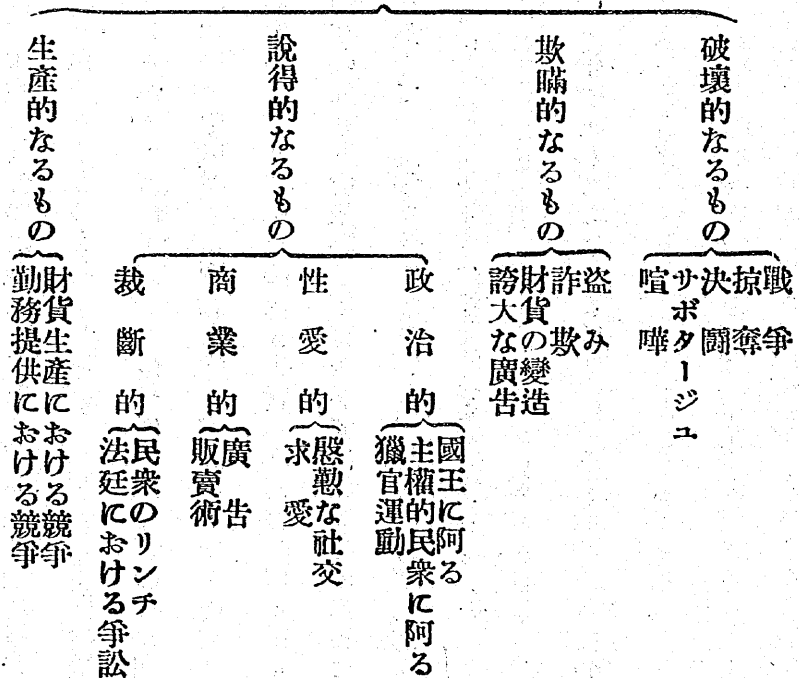 破壞的なるもの
戰爭
掠奪
決鬪
サボタージュ
喧嘩
欺瞞的なるもの
盜み
詐欺
財貨の變造
誇大な廣吿
說得的なるもの
政治的
國王に阿る
主權的民衆に阿る
獵官運動
性愛的
慇懃な社交
求愛
商業的
廣吿
販賣術
裁斷的
民衆のリンチ
法廷における爭訟
生產的なるもの
財貨生產における競爭
勤務提供における競爭